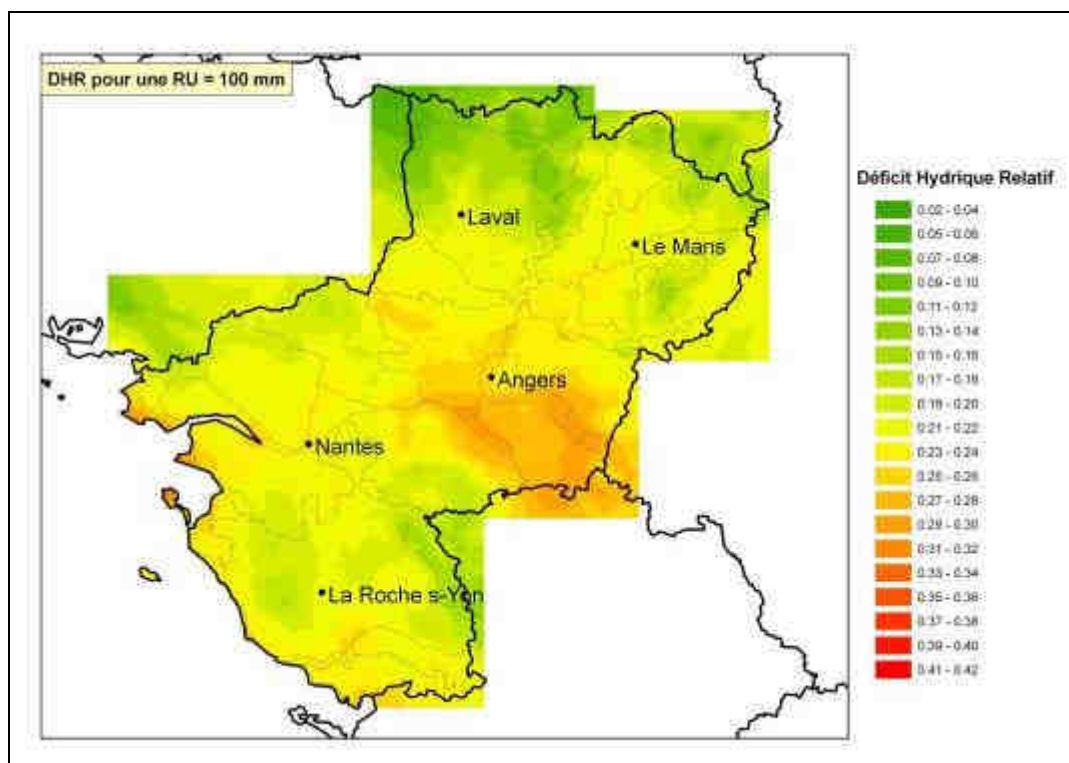 DHR pour une RU = 100 mm
Déficit Hydrique Relatif
0.02 - 0.04
0.05 - 0.06
0.07 - 0.08
0.09 - 0.10
0.11 - 0.12
0.13 - 0.14
0.15 - 0.16
0.17 - 0.18
0.19 - 0.20
0.21 - 0.22
0.23 - 0.24
0.25 - 0.26
0.27 - 0.28
0.29 - 0.30
0.31 - 0.32
0.33 - 0.34
0.35 - 0.36
0.37 - 0.38
0.39 - 0.40
0.41 - 0.42
Laval
Le Mans
Angers
Nantes
La Roche s-Yon